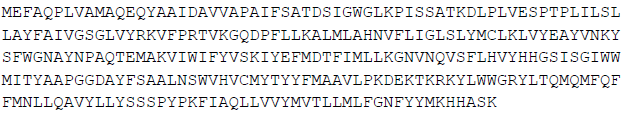 MEFAQPLVAMAQEQYAAIDAVVAPAIFSATDSIGWGLKPISSATKDLPLVESPTPLILSL
LAYFAIVGSGLVYRKVFPRTVKGQDPFLLKALMLAHNVFLIGLSLYMCLKLVYEAYVNKY
SFWGNAYNPAQTEMAKVIWIFYVSKIYEFMDTFIMLLKGNVNQVSFLHVYHHGSISGIWW
MITYAAPGGDAYFSAALNSWVHVCMYTYYFMAAVLPKDEKTKRKYLWWGRYLTQMQMFQF
FMNLLQAVYLLYSSSPYPKFIAQLLVVYMVTLLMLFGNFYYMKHHASK